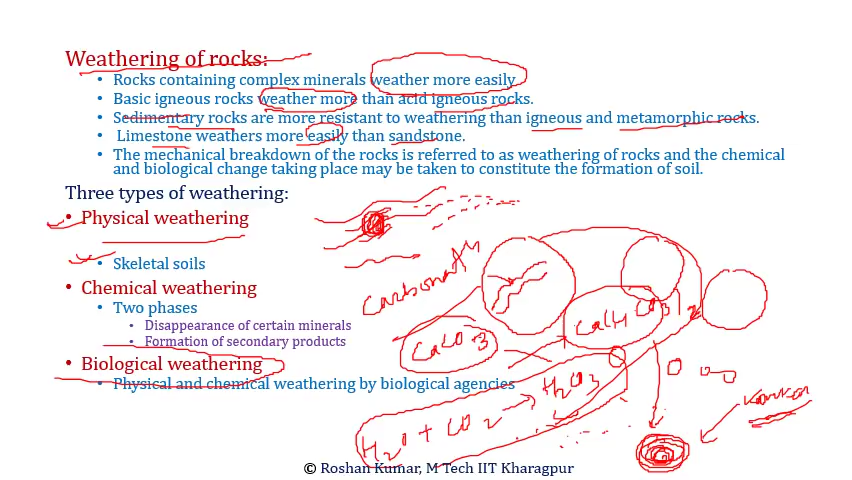 Weathering of rocks:
• Rocks containing complex minerals weather more easily
• Basic igneous rocks weather more than acid igneous rocks.
• Sedimentary rocks are more resistant to weathering than igneous and metamorphic rocks.
• Limestone weathers more easily than sandstone.
• The mechanical breakdown of the rocks is referred to as weathering of rocks and the chemical
and biological change taking place may be taken to constitute the formation of soil.
Three types of weathering:
• Physical weathering
• Skeletal soils
• Chemical weathering
• Two phases
• Disappearance of certain minerals
• Formation of secondary products
• Biological weathering
• Physical and chemical weathering by biological agencies
CaCO3
Ca(H CO3)2
H2O + CO2 → H2CO3
© Roshan Kumar, M Tech IIT Kharagpur